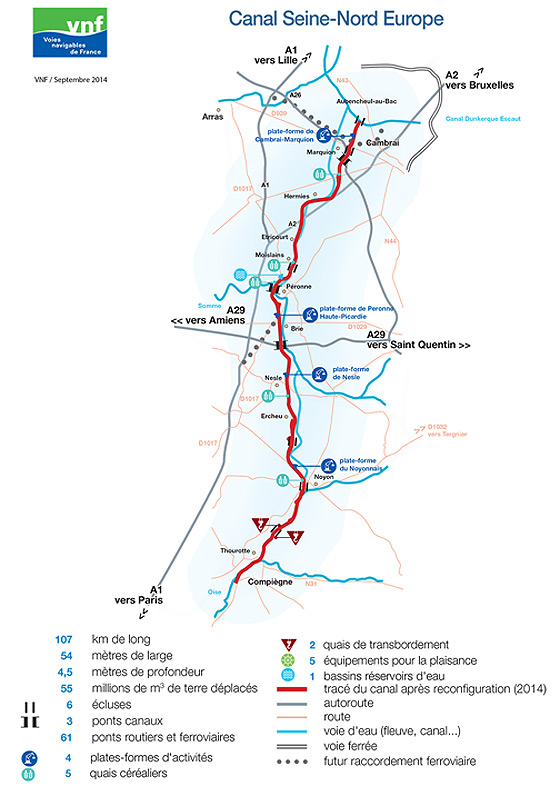 Canal Seine-Nord Europe
vnf
Voies
navigables
de France
VNF / Septembre 2014
A1
vers Lille
A2
vers Bruxelles
N43
A26
Aubencheul-au-Bac
Arras
D939
Canal Dunkerque Escaut
plate-forme de
Cambrai-Marquion
Marquion
Cambrai
D1017
A1
Hermies
A2
Etricourt
N44
Moislains
Péronne
Somme
A29
<< vers Amiens
plate-forme de Peronne
Haute-Picardie
Brie
D1029
A29
vers Saint Quentin >>
plate-forme
de Nesle
Nesle
D1017
Ercheu
D1032
vers Tergnier
D1017
plate-forme
du Noyonnais
Noyon
Thourotte
Compiègne
N31
Oise
A1
vers Paris
107 km de long
54 mètres de large
4,5 mètres de profondeur
55 millions de m³ de terre déplacés
6 écluses
3 ponts canaux
61 ponts routiers et ferroviaires
4 plates-formes d'activités
5 quais céréaliers
2 quais de transbordement
5 équipements pour la plaisance
1 bassins réservoirs d'eau
tracé du canal après reconfiguration (2014)
autoroute
route
voie d'eau (fleuve, canal...)
voie ferrée
futur raccordement ferroviaire